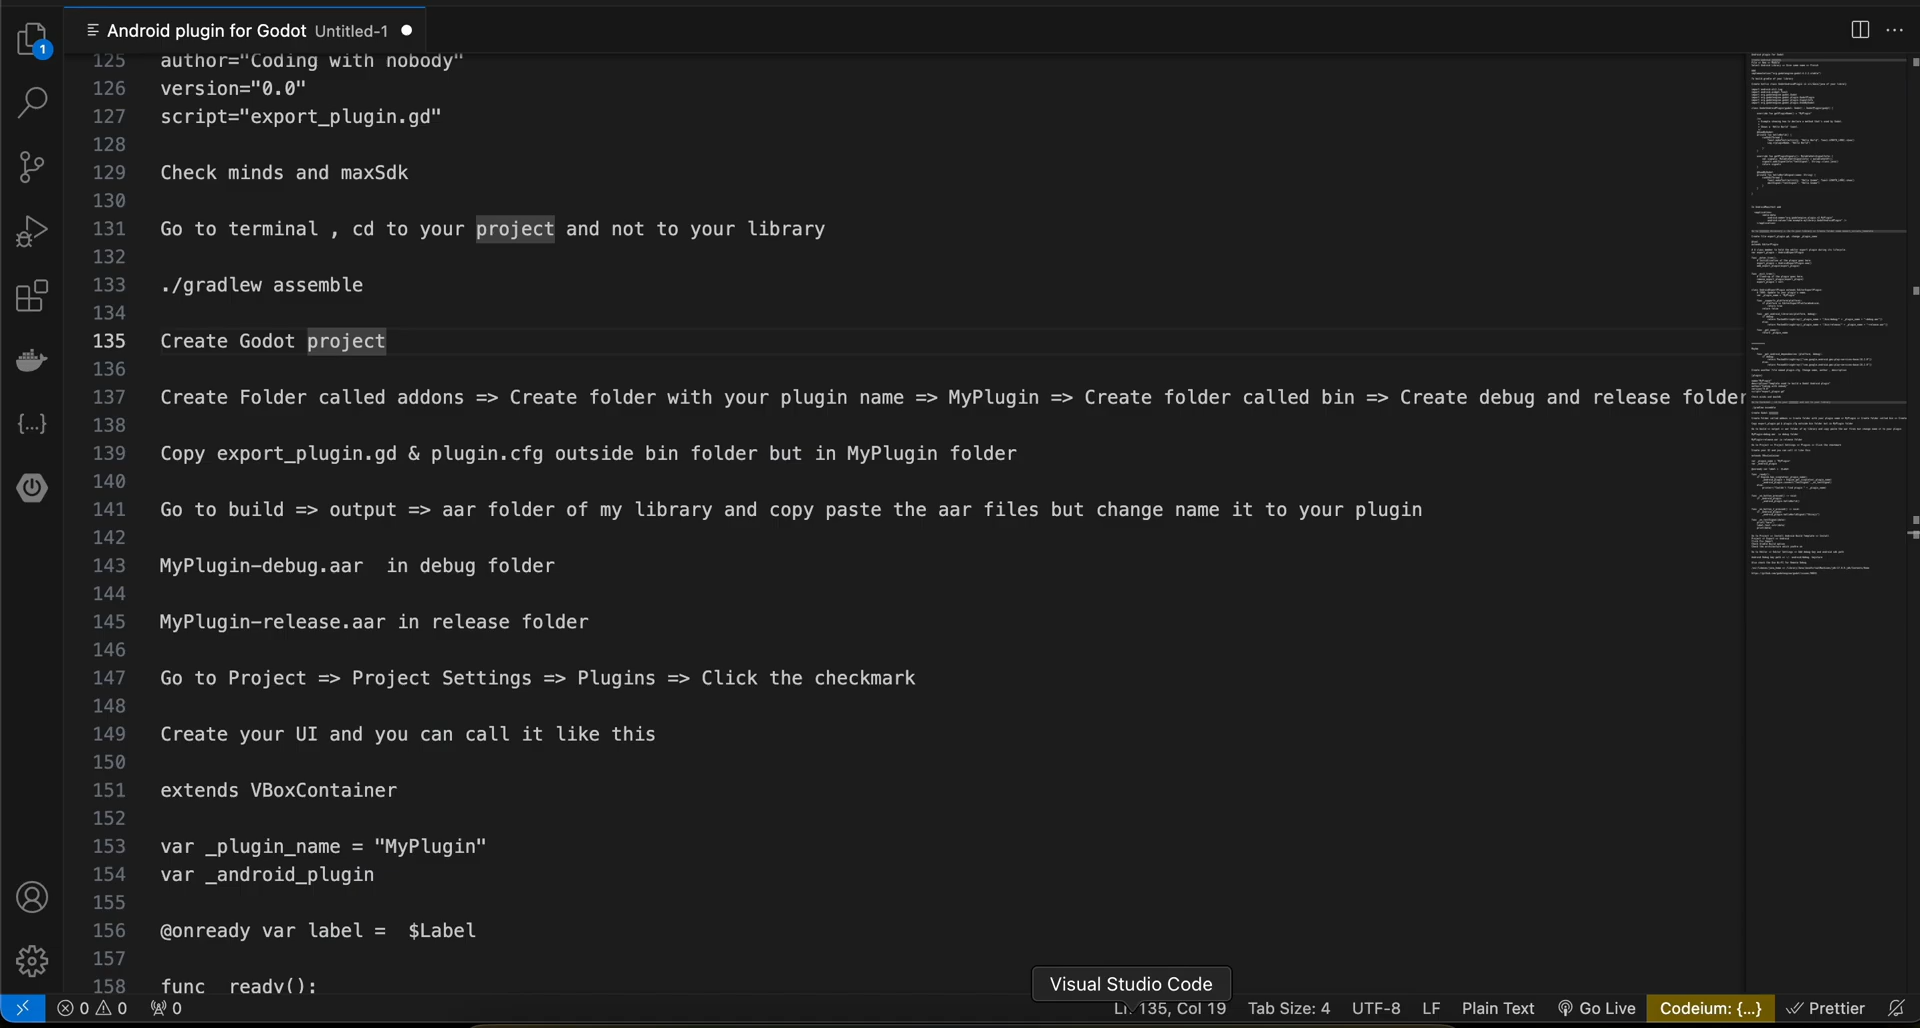 Android plugin for Godot Untitled-1
1
125 author="Coding with nobody"
126 version="0.0"
127 script="export_plugin.gd"
128
129 Check minds and maxSdk
130
131 Go to terminal , cd to your project and not to your library
132
133 ./gradlew assemble
134
135 Create Godot project
136
137 Create Folder called addons => Create folder with your plugin name => MyPlugin => Create folder called bin => Create debug and release folder
138
139 Copy export_plugin.gd & plugin.cfg outside bin folder but in MyPlugin folder
140
141 Go to build => output => aar folder of my library and copy paste the aar files but change name it to your plugin
142
143 MyPlugin-debug.aar  in debug folder
144
145 MyPlugin-release.aar in release folder
146
147 Go to Project => Project Settings => Plugins => Click the checkmark
148
149 Create your UI and you can call it like this
150
151 extends VBoxContainer
152
153 var _plugin_name = "MyPlugin"
154 var _android_plugin
155
156 @onready var label =  $Label
157
158 func _ready():
Visual Studio Code
0 0 0 Ln 135, Col 19 Tab Size: 4 UTF-8 LF Plain Text Go Live Codeium: {...} Prettier